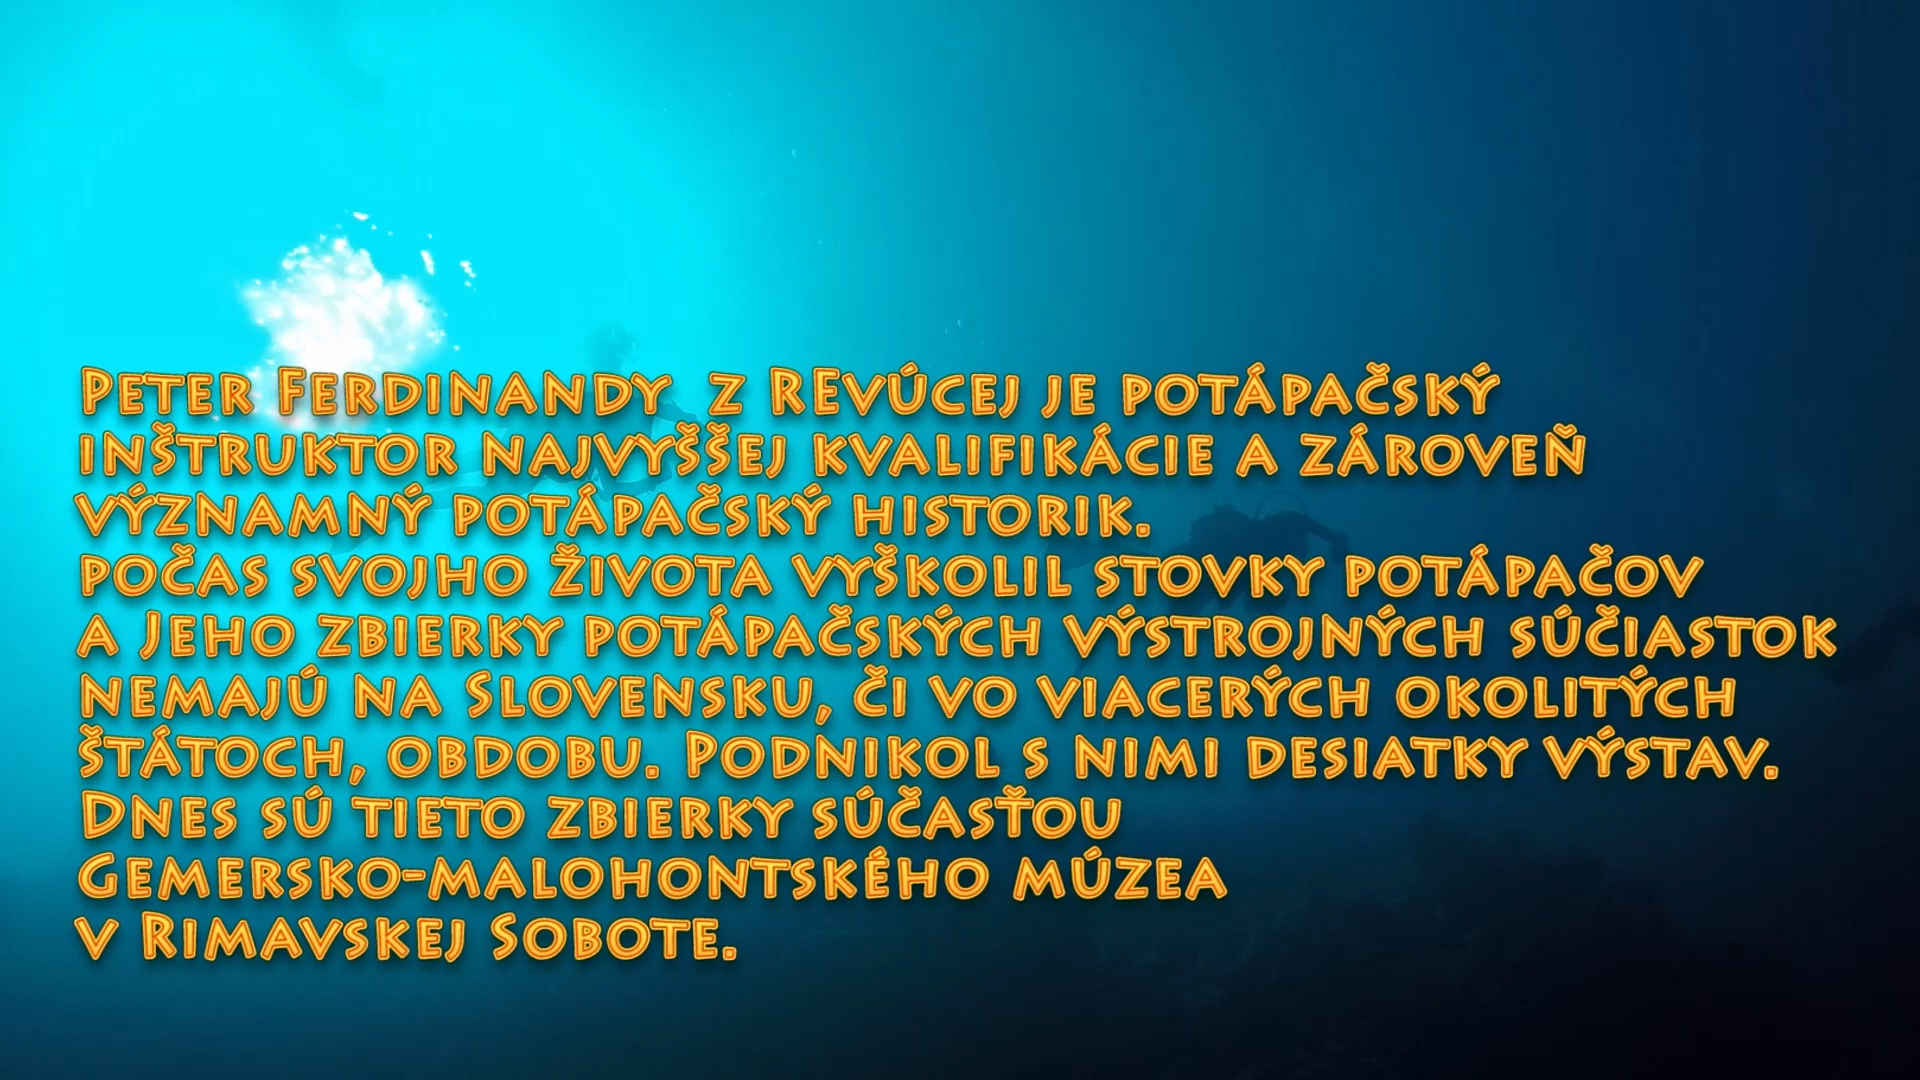 Peter Ferdinandy z REvúcej je potápačský
inštruktor najvyššej kvalifikácie a zároveň
významný potápačský historik.
počas svojho života vyškolil stovky potápačov
a Jeho zbierky potápačských výstrojných súčiastok
nemajú na Slovensku, či vo viacerých okolitých
štátoch, obdobu. Podnikol s nimi desiatky výstav.
Dnes sú tieto zbierky súčasťou
Gemersko-malohontského múzea
v Rimavskej Sobote.